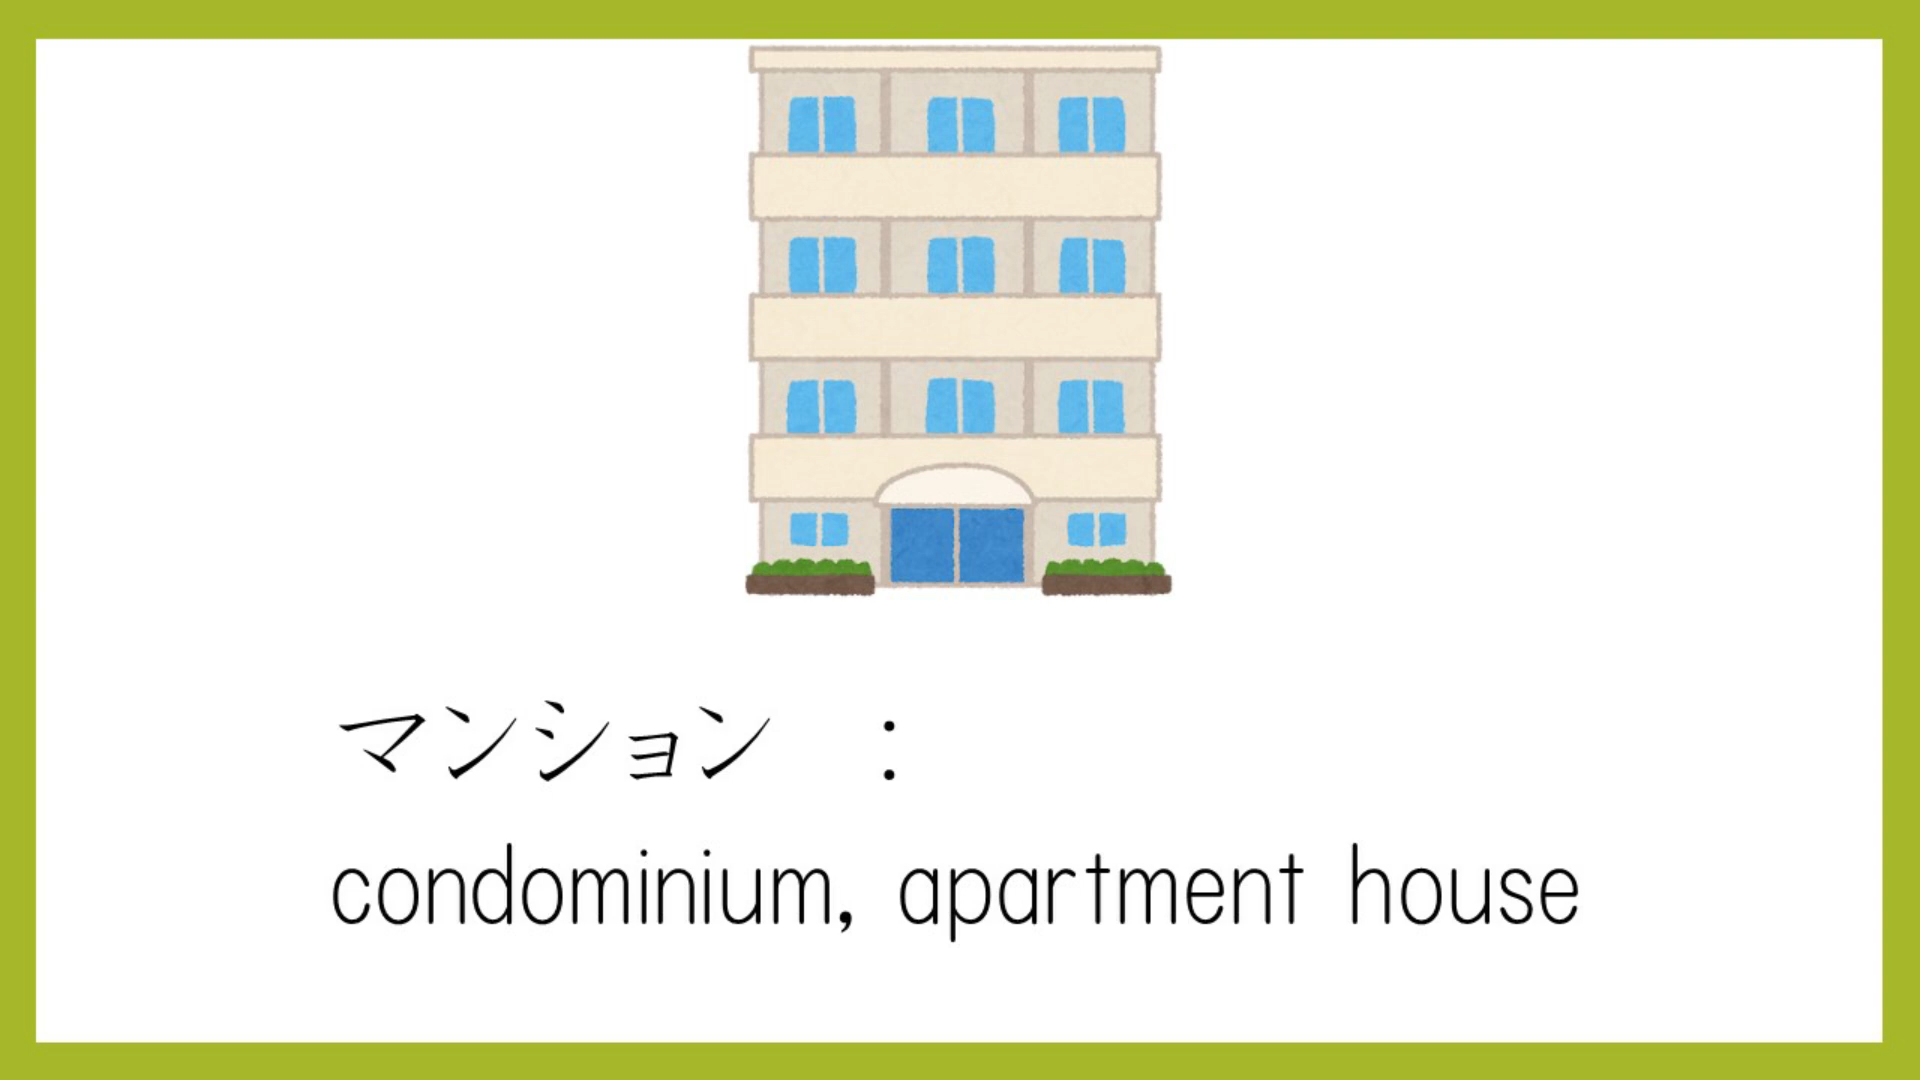 マンション　：
condominium, apartment house